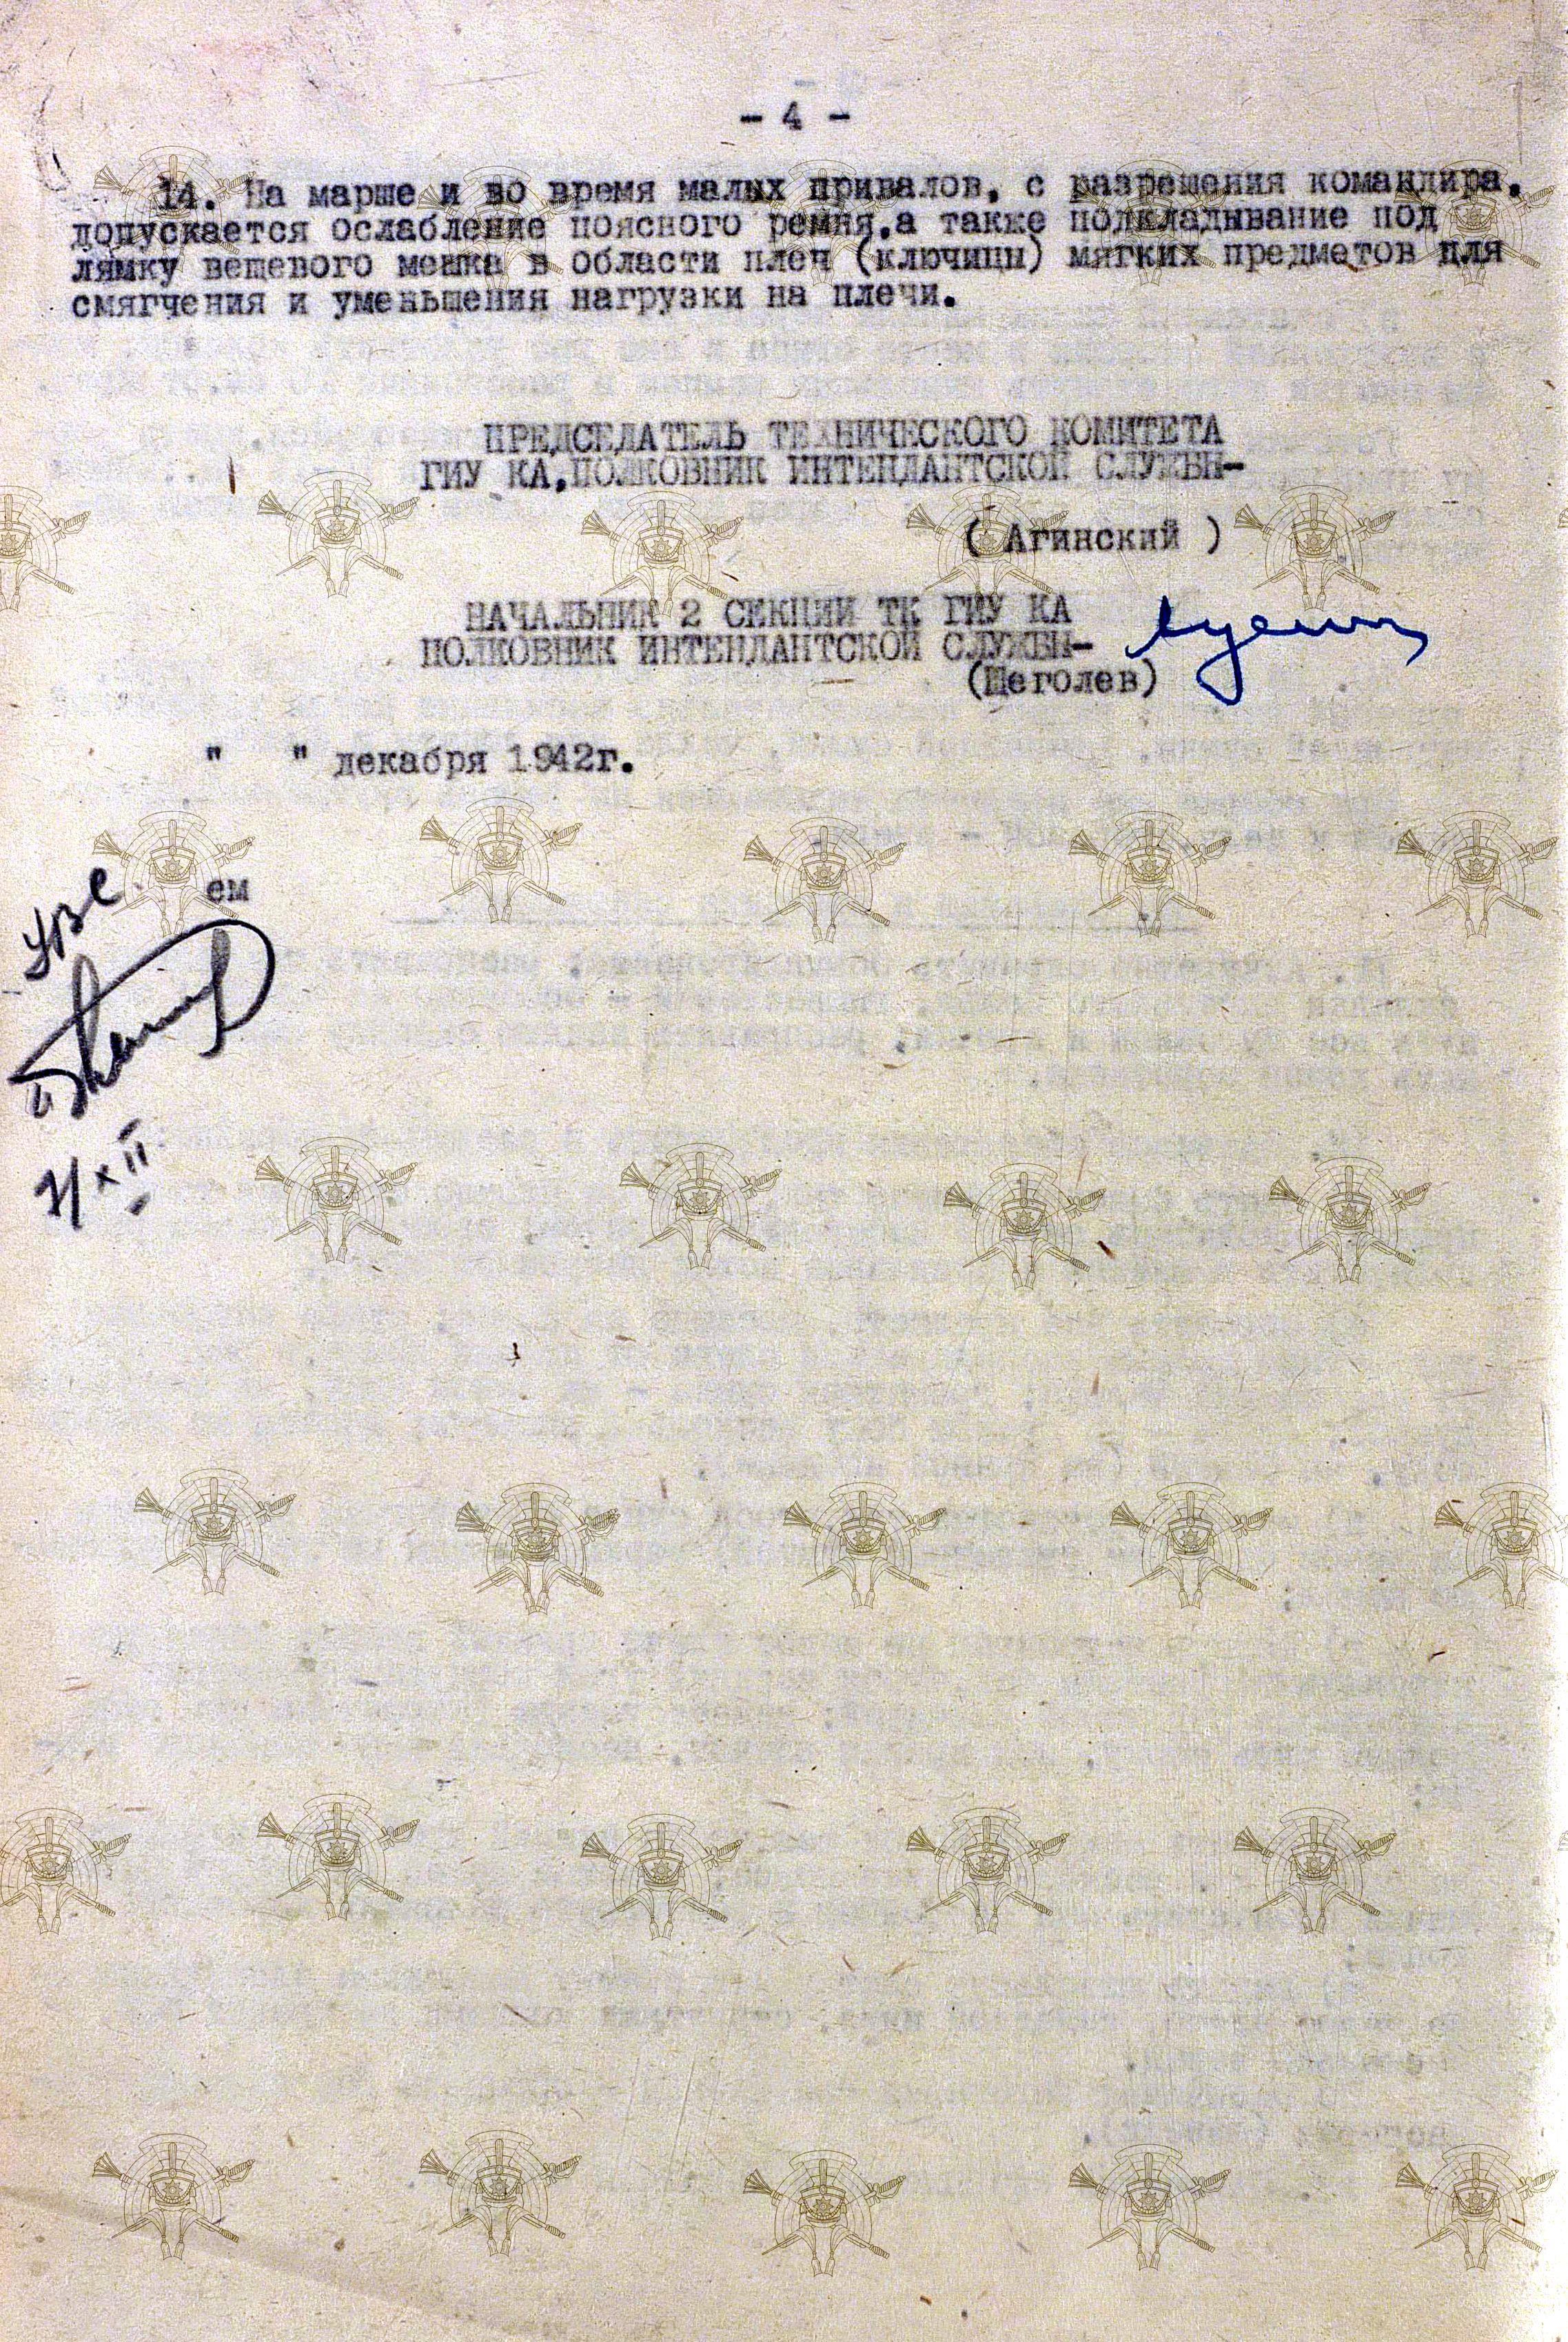 - 4 -
14. На марше и во время малых привалов, с разрешения командира,
допускается ослабление поясного ремня,а также подкладывание под
лямку вещевого мешка в области плеч (ключицы) мягких предметов для
смягчения и уменьшения нагрузки на плечи.
ПРЕДСЕДАТЕЛЬ ТЕХНИЧЕСКОГО КОМИТЕТА
ГИУ КА,ПОЛКОВНИК ИНТЕНДАНТСКОЙ СЛУЖБЫ-
( Агинский )
НАЧАЛЬНИК 2 СЕКЦИИ ТК ГИУ КА
ПОЛКОВНИК ИНТЕНДАНТСКОЙ СЛУЖБЫ-
(Щеголев)
" " декабря 1942г.
ем